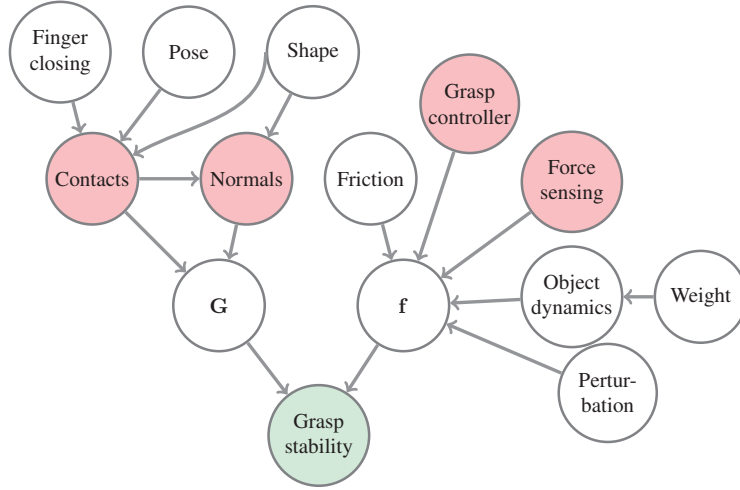 Finger
closing
Pose
Shape
Grasp
controller
Contacts
Normals
Friction
Force
sensing
G
f
Object
dynamics
Weight
Pertur-
bation
Grasp
stability